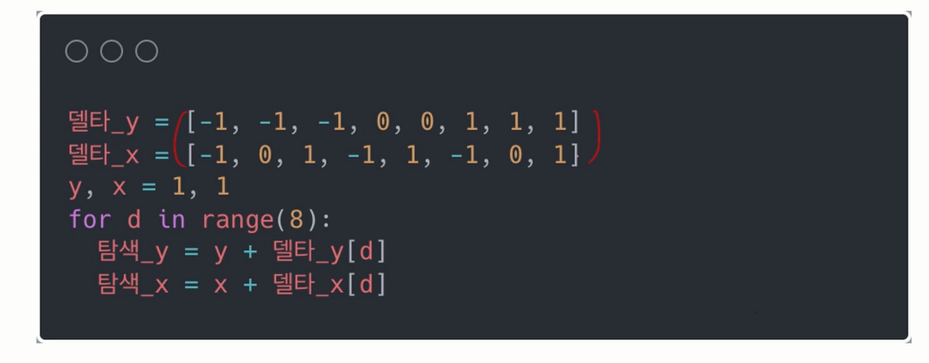 델타_y = [-1, -1, -1, 0, 0, 1, 1, 1]
델타_x = [-1, 0, 1, -1, 1, -1, 0, 1]
y, x = 1, 1
for d in range(8):
  탐색_y = y + 델타_y[d]
  탐색_x = x + 델타_x[d]